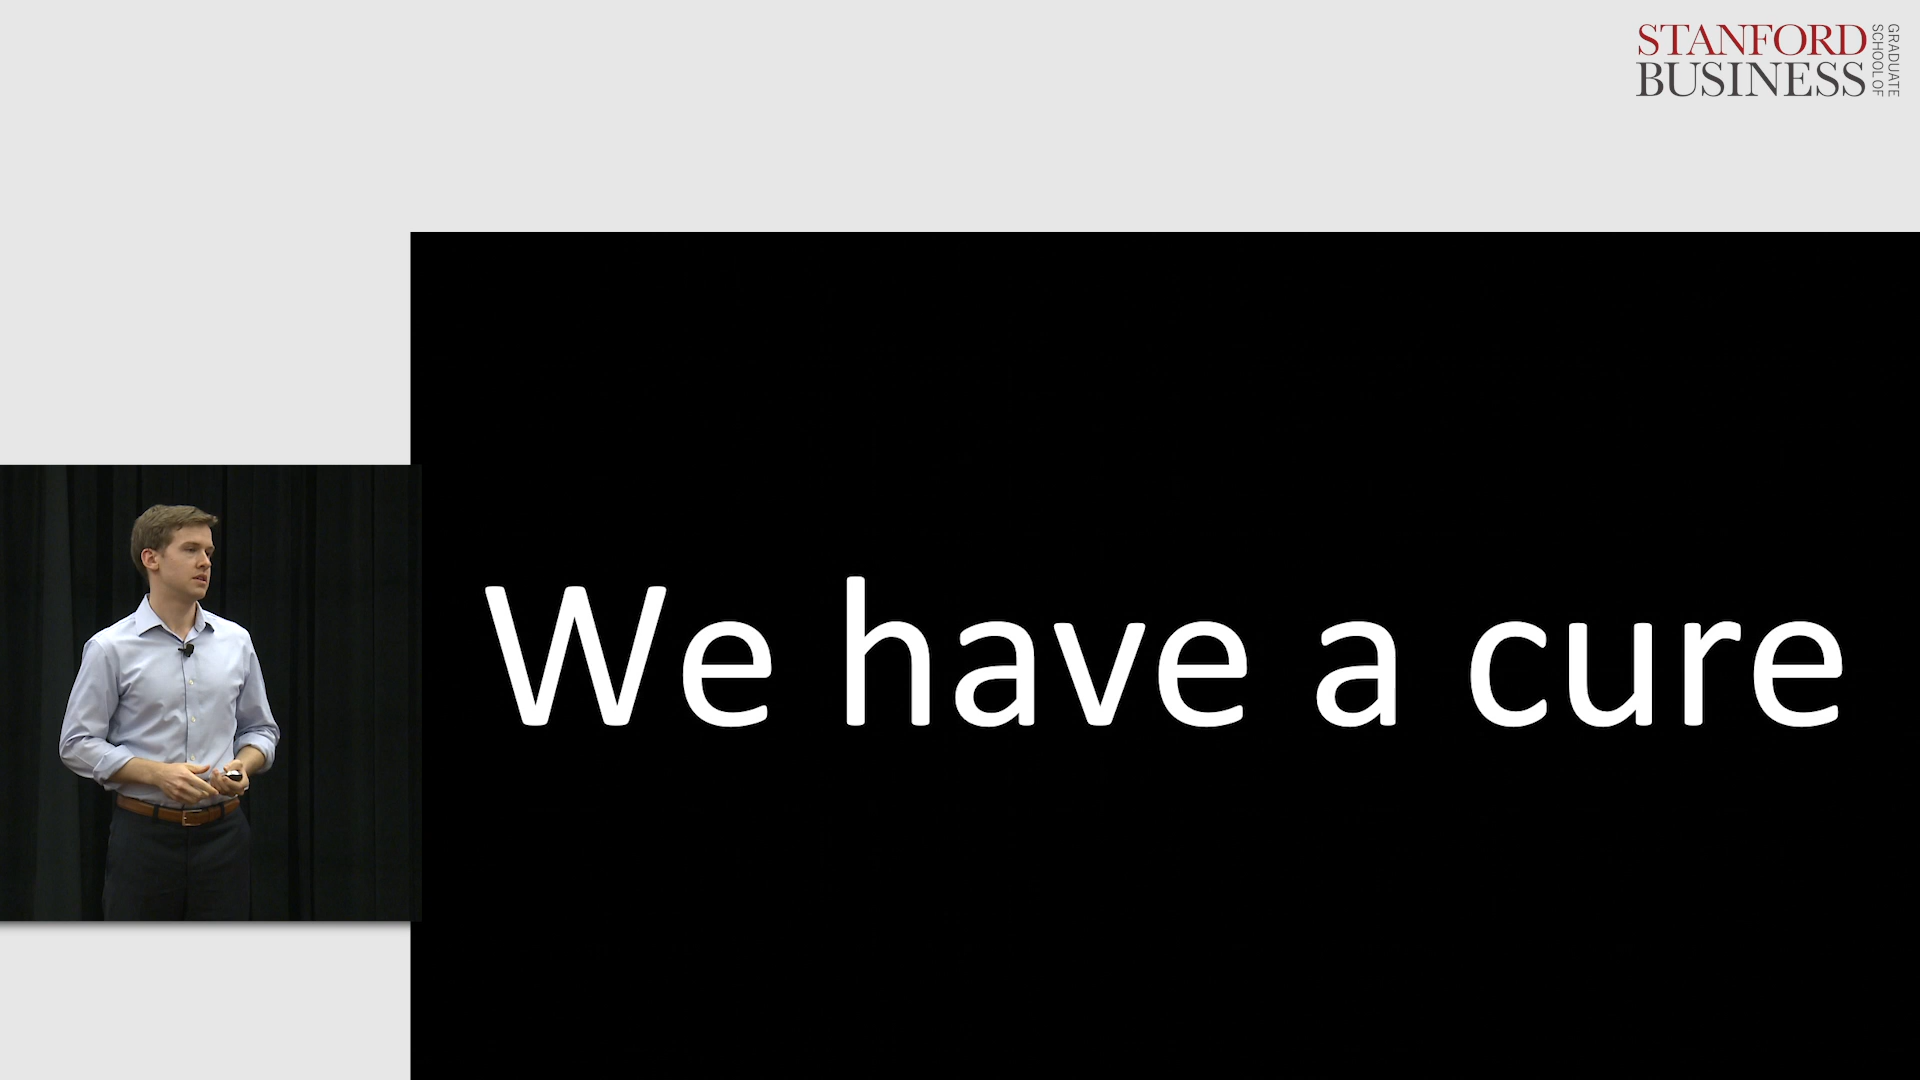 STANFORD
BUSINESS
GRADUATE
SCHOOL OF
We have a cure